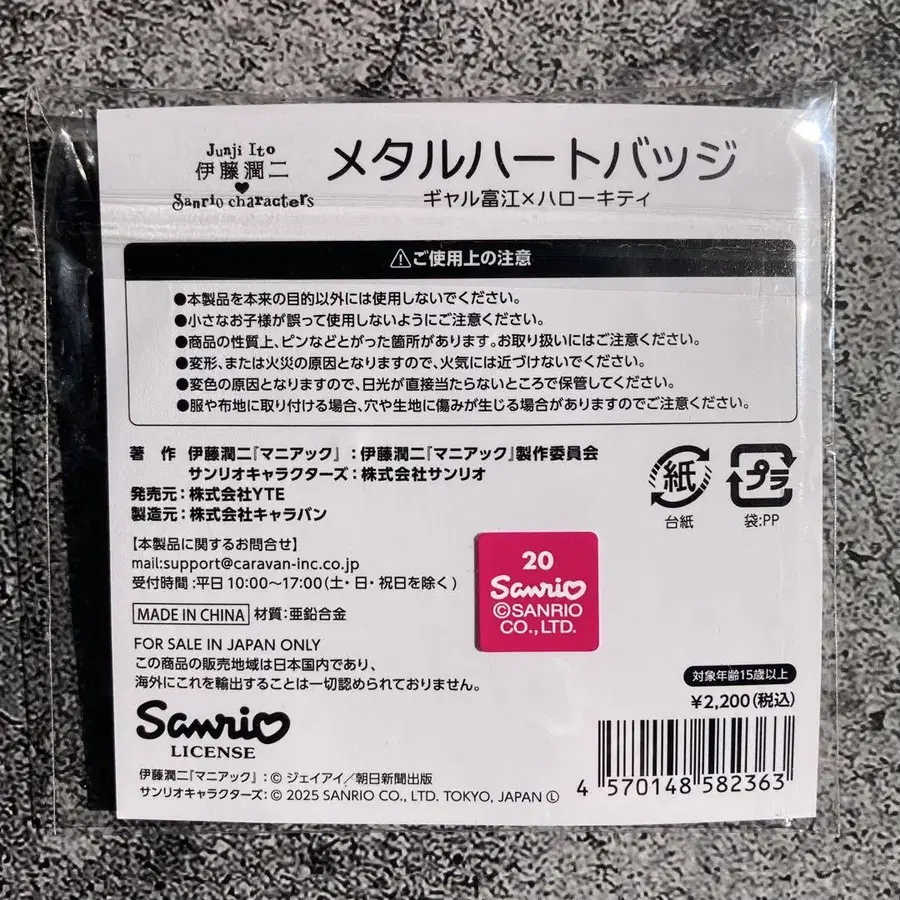 Junji Ito
伊藤潤二
Sanrio characters
メタルハートバッジ
ギャル富江×ハローキティ
⚠ご使用上の注意
●本製品を本来の目的以外には使用しないでください。
●小さなお子様が誤って使用しないようにご注意ください。
●商品の性質上、ピンなどとがった箇所があります。お取り扱いにはご注意ください。
●変形、または火災の原因となりますので、火気には近づけないでください。
●変色の原因となりますので、日光が直接当たらないところで保管してください。
●服や布地に取り付ける場合、穴や生地に傷みが生じる場合がありますのでご注意ください。
著 作 伊藤潤二『マニアック』:伊藤潤二『マニアック』製作委員会
サンリオキャラクターズ:株式会社サンリオ
発売元:株式会社YTE
製造元:株式会社キャラバン
【本製品に関するお問合せ】
mail:support@caravan-inc.co.jp
受付時間:平日10:00〜17:00(土・日・祝日を除く)
MADE IN CHINA 材質:亜鉛合金
FOR SALE IN JAPAN ONLY
この商品の販売地域は日本国内であり、
海外にこれを輸出することは一切認められておりません。
Sanrio
LICENSE
伊藤潤二『マニアック』:© ジェイアイ/朝日新聞出版
サンリオキャラクターズ:© 2025 SANRIO CO., LTD. TOKYO, JAPAN Ⓛ
紙
台紙
プラ
袋:PP
20
Sanrio
©SANRIO
CO.,LTD.
対象年齢15歳以上
¥2,200(税込)
4 570148 582363